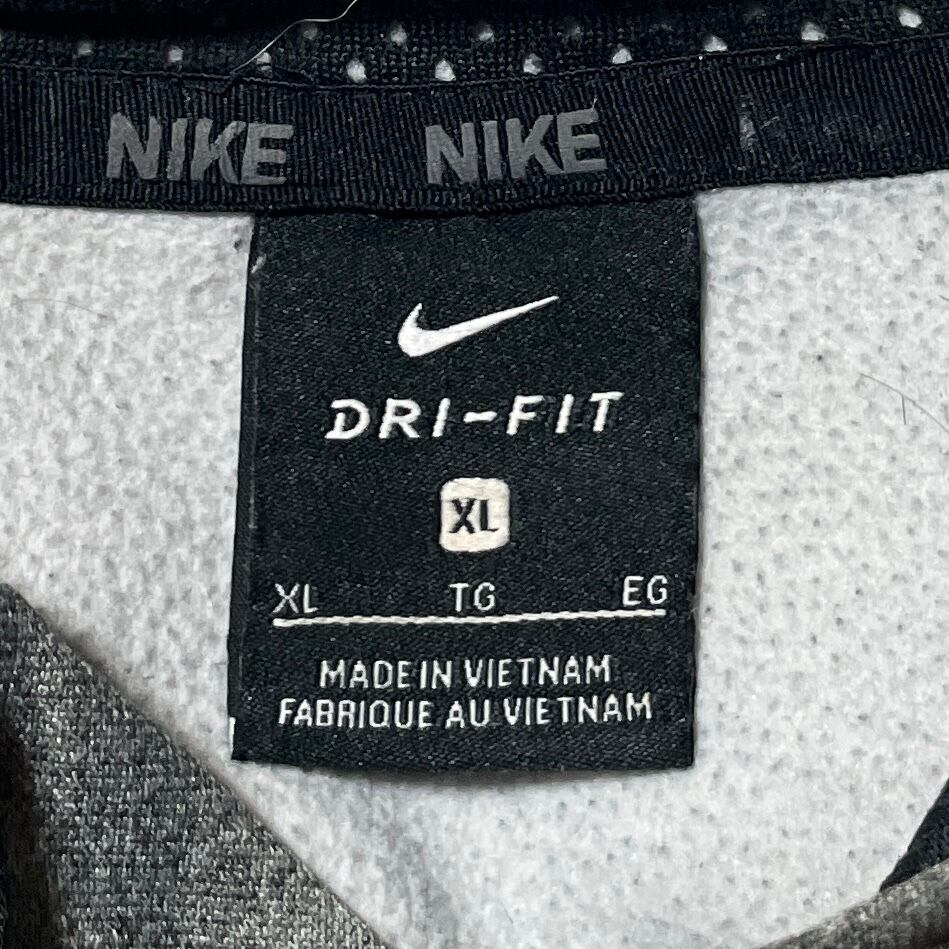 NIKE NIKE
DRI-FIT
XL
XL TG EG
MADE IN VIETNAM
FABRIQUE AU VIETNAM